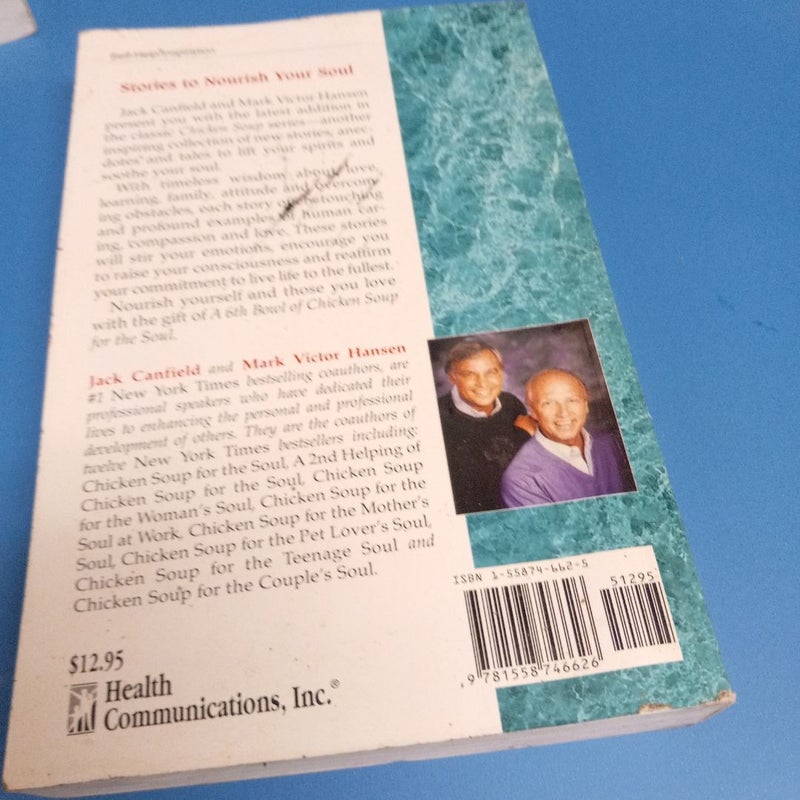 Self-Help/Inspiration
Stories to Nourish Your Soul
Jack Canfield and Mark Victor Hansen
present you with the latest addition in
the classic Chicken Soup series—another
inspiring collection of new stories, anec-
dotes and tales to lift your spirits and
soothe your soul.
With timeless wisdom about love,
learning, family, attitude and overcom-
ing obstacles, each story touching
and profound examples of human car-
ing, compassion and love. These stories
will stir your emotions, encourage you
to raise your consciousness and reaffirm
your commitment to live life to the fullest.
Nourish yourself and those you love
with the gift of A 6th Bowl of Chicken Soup
for the Soul.
Jack Canfield and Mark Victor Hansen
#1 New York Times bestselling coauthors, are
professional speakers who have dedicated their
lives to enhancing the personal and professional
development of others. They are the coauthors of
twelve New York Times bestsellers including:
Chicken Soup for the Soul, A 2nd Helping of
Chicken Soup for the Soul, Chicken Soup
for the Woman's Soul, Chicken Soup for the
Soul at Work, Chicken Soup for the Mother's
Soul, Chicken Soup for the Pet Lover's Soul,
Chicken Soup for the Teenage Soul and
Chicken Soup for the Couple's Soul.
ISBN 1-55874-662-5
51295
9 781558 746626
$12.95
Health
Communications, Inc.®